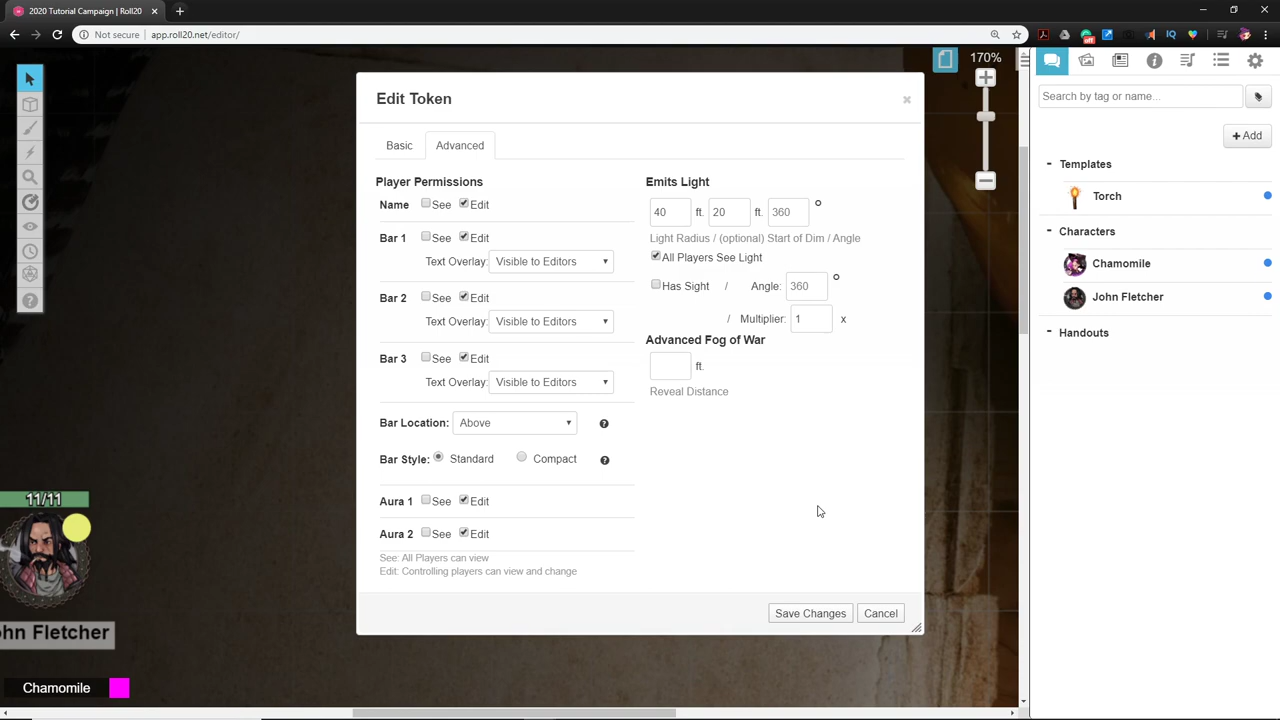 2020 Tutorial Campaign | Roll20
Not secure | app.roll20.net/editor/
170%
Edit Token
Basic
Advanced
Player Permissions
Name See Edit
Bar 1 See Edit
Text Overlay: Visible to Editors
Bar 2 See Edit
Text Overlay: Visible to Editors
Bar 3 See Edit
Text Overlay: Visible to Editors
Bar Location: Above
Bar Style: Standard Compact
Aura 1 See Edit
Aura 2 See Edit
See: All Players can view
Edit: Controlling players can view and change
Emits Light
40 ft. 20 ft. 360 °
Light Radius / (optional) Start of Dim / Angle
All Players See Light
Has Sight / Angle: 360 °
/ Multiplier: 1 x
Advanced Fog of War
ft.
Reveal Distance
Save Changes
Cancel
Search by tag or name...
+ Add
Templates
Torch
Characters
Chamomile
John Fletcher
Handouts
11/11
ohn Fletcher
Chamomile